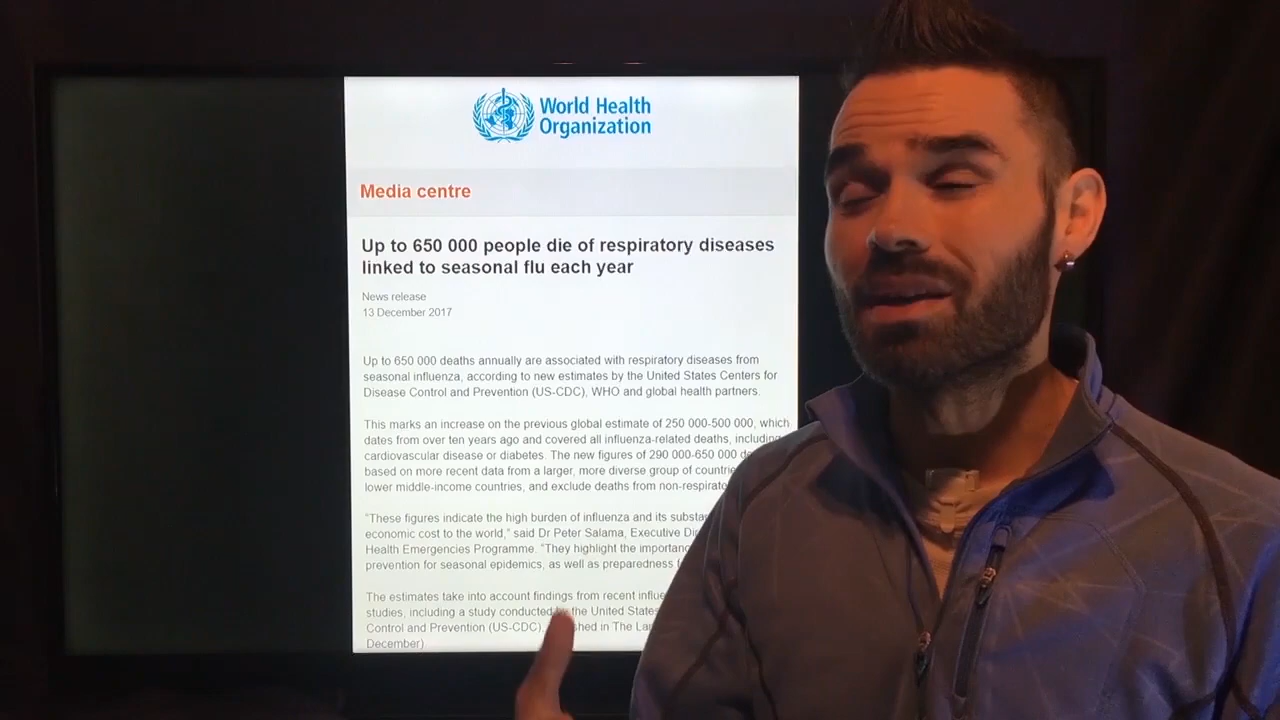 World Health
Organization
Media centre
Up to 650 000 people die of respiratory diseases
linked to seasonal flu each year
News release
13 December 2017
Up to 650 000 deaths annually are associated with respiratory diseases from
seasonal influenza, according to new estimates by the United States Centers for
Disease Control and Prevention (US-CDC), WHO and global health partners.
This marks an increase on the previous global estimate of 250 000-500 000, which
dates from over ten years ago and covered all influenza-related deaths, including
cardiovascular disease or diabetes. The new figures of 290 000-650 000
based on more recent data from a larger, more diverse group of
lower middle-income countries, and exclude deaths from
"These figures indicate the high burden of influenza and its
economic cost to the world," said Dr Peter Salama, Executive
Health Emergencies Programme. "They highlight the
prevention for seasonal epidemics, as well as preparedness
The estimates take into account findings from recent
studies, including a study conducted by the United States
Control and Prevention (US-CDC), in The
December)